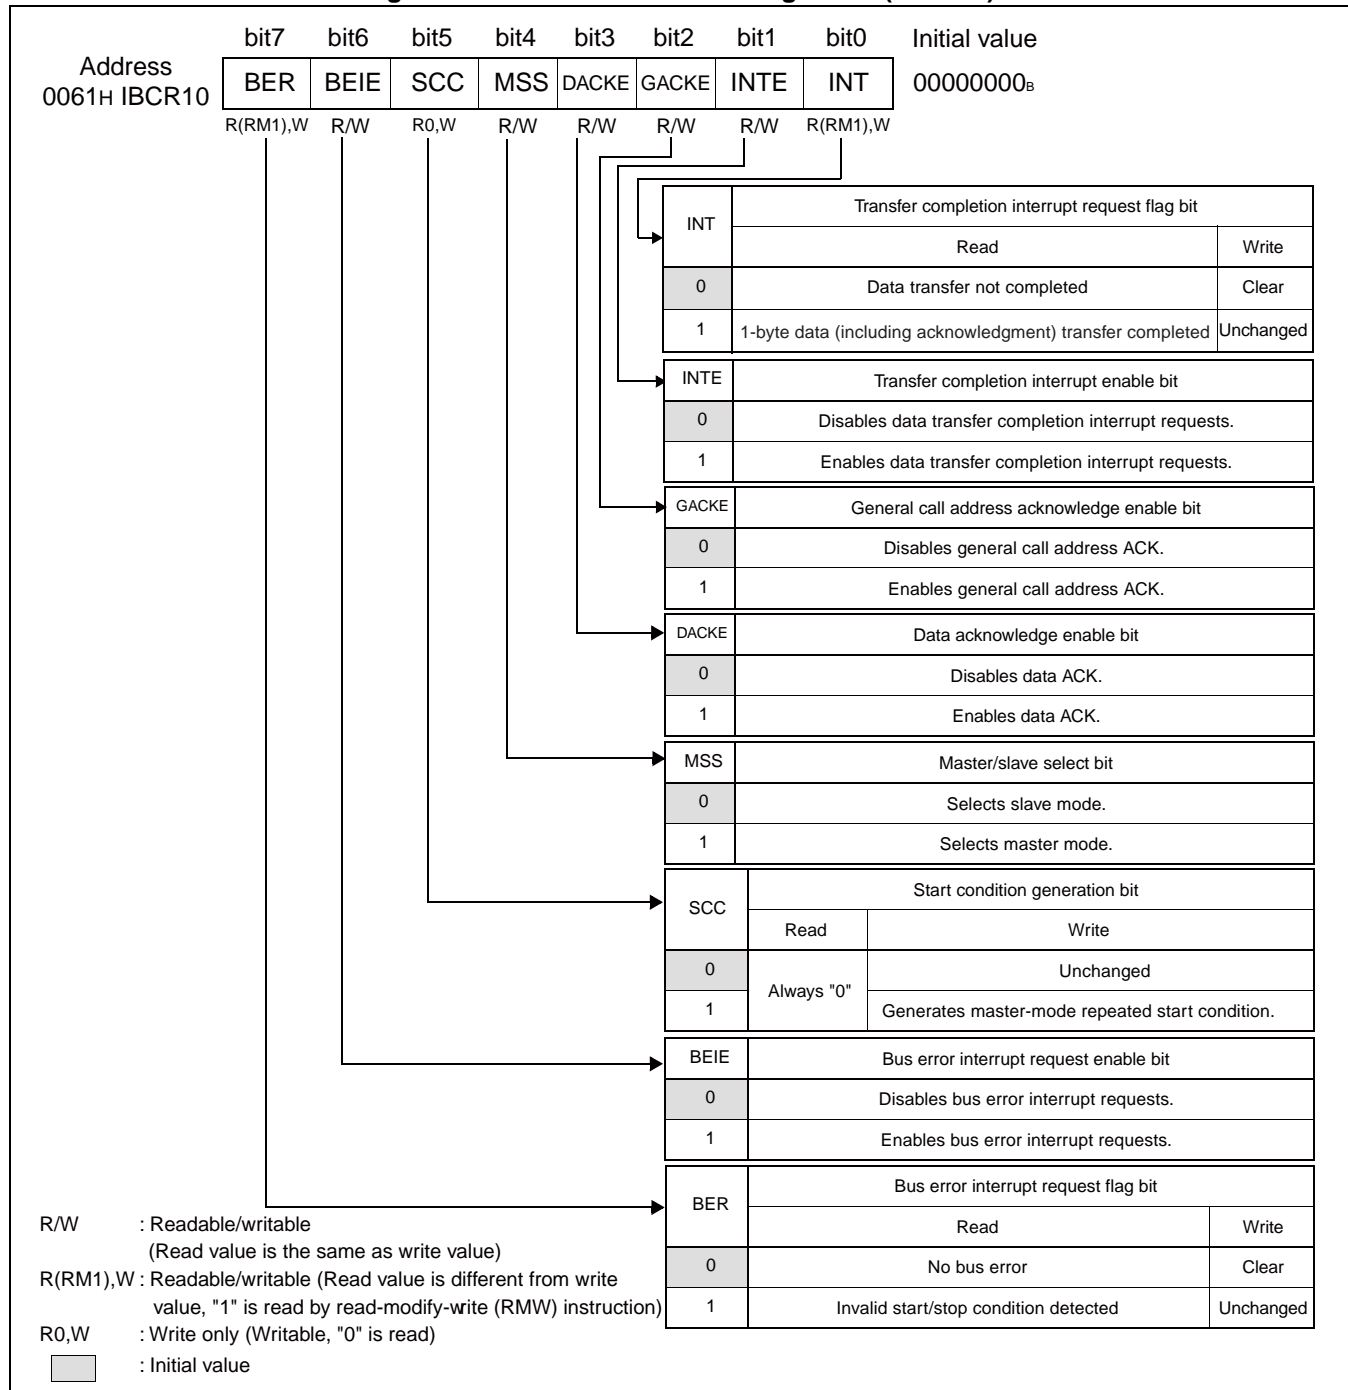 bit7 bit6 bit5 bit4 bit3 bit2 bit1 bit0 Initial value
Address
0061H IBCR10 BER BEIE SCC MSS DACKE GACKE INTE INT 00000000B
R(RM1),W R/W R0,W R/W R/W R/W R/W R(RM1),W
INT Transfer completion interrupt request flag bit
Read Write
0 Data transfer not completed Clear
1 1-byte data (including acknowledgment) transfer completed Unchanged
INTE Transfer completion interrupt enable bit
0 Disables data transfer completion interrupt requests.
1 Enables data transfer completion interrupt requests.
GACKE General call address acknowledge enable bit
0 Disables general call address ACK.
1 Enables general call address ACK.
DACKE Data acknowledge enable bit
0 Disables data ACK.
1 Enables data ACK.
MSS Master/slave select bit
0 Selects slave mode.
1 Selects master mode.
SCC Start condition generation bit
Read Write
0 Always "0" Unchanged
1 Generates master-mode repeated start condition.
BEIE Bus error interrupt request enable bit
0 Disables bus error interrupt requests.
1 Enables bus error interrupt requests.
BER Bus error interrupt request flag bit
Read Write
0 No bus error Clear
1 Invalid start/stop condition detected Unchanged
R/W : Readable/writable
(Read value is the same as write value)
R(RM1),W : Readable/writable (Read value is different from write
value, "1" is read by read-modify-write (RMW) instruction)
R0,W : Write only (Writable, "0" is read)
: Initial value